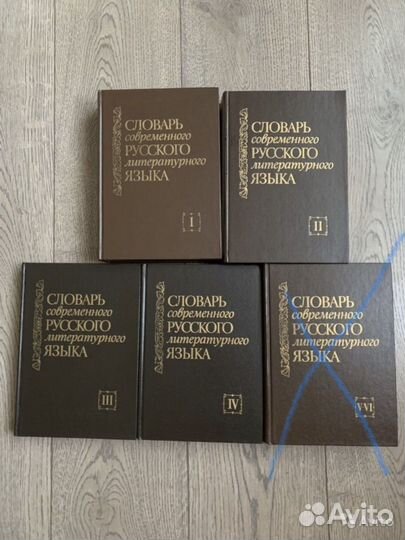 СЛОВАРЬ
современного
РУССКОГО
литературного
ЯЗЫКА
I
СЛОВАРЬ
современного
РУССКОГО
литературного
ЯЗЫКА
II
СЛОВАРЬ
современного
РУССКОГО
литературного
ЯЗЫКА
III
СЛОВАРЬ
современного
РУССКОГО
литературного
ЯЗЫКА
IV
СЛОВАРЬ
современного
РУССКОГО
литературного
ЯЗЫКА
V-VI
Avito